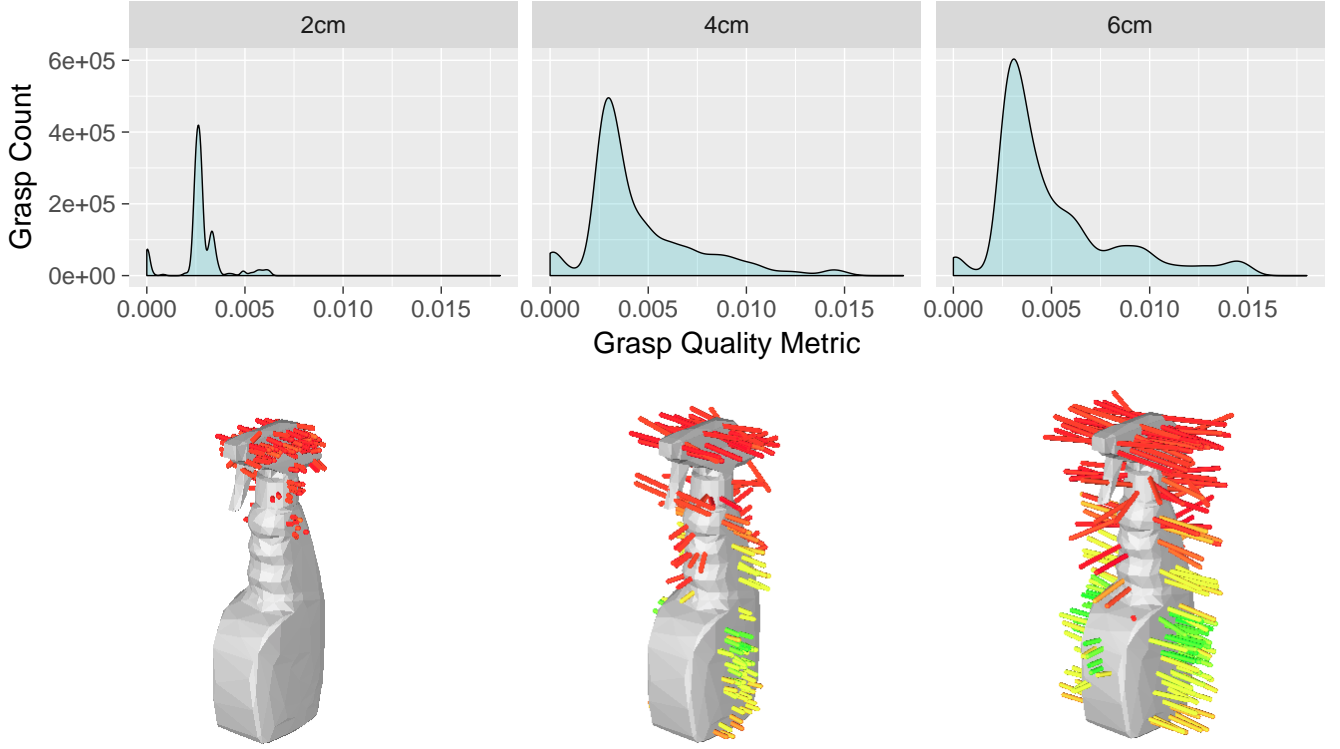 2cm 4cm 6cm
Grasp Count
6e+05
4e+05
2e+05
0e+00
0.000 0.005 0.010 0.015 0.000 0.005 0.010 0.015 0.000 0.005 0.010 0.015
Grasp Quality Metric